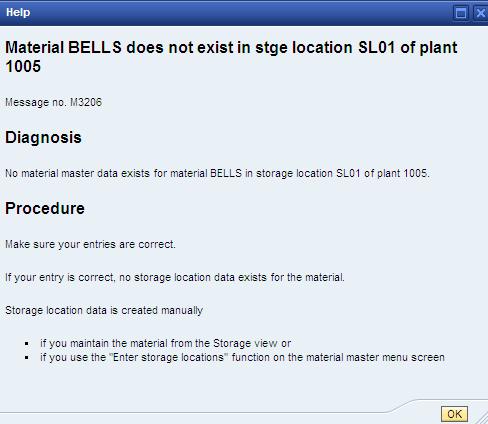 Help
Material BELLS does not exist in stge location SL01 of plant
1005
Message no. M3206
Diagnosis
No material master data exists for material BELLS in storage location SL01 of plant 1005.
Procedure
Make sure your entries are correct.
If your entry is correct, no storage location data exists for the material.
Storage location data is created manually
▪ if you maintain the material from the Storage view or
▪ if you use the "Enter storage locations" function on the material master menu screen
OK